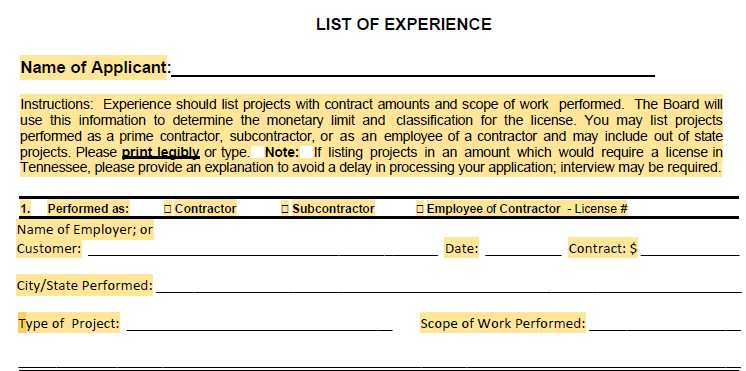 LIST OF EXPERIENCE
Name of Applicant:
Instructions: Experience should list projects with contract amounts and scope of work performed. The Board will
use this information to determine the monetary limit and classification for the license. You may list projects
performed as a prime contractor, subcontractor, or as an employee of a contractor and may include out of state
projects. Please print legibly or type. Note: If listing projects in an amount which would require a license in
Tennessee, please provide an explanation to avoid a delay in processing your application; interview may be required.
1. Performed as: □ Contractor □ Subcontractor □ Employee of Contractor - License #
Name of Employer; or
Customer: Date: Contract: $
City/State Performed:
Type of Project: Scope of Work Performed: